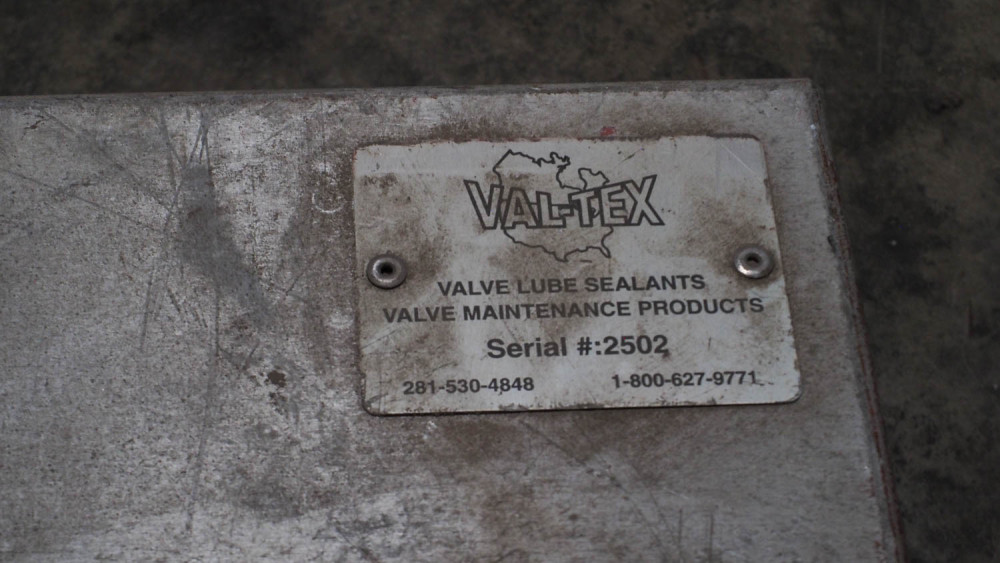 VAL-TEX
VALVE LUBE SEALANTS
VALVE MAINTENANCE PRODUCTS
Serial #:2502
281-530-4848 1-800-627-9771